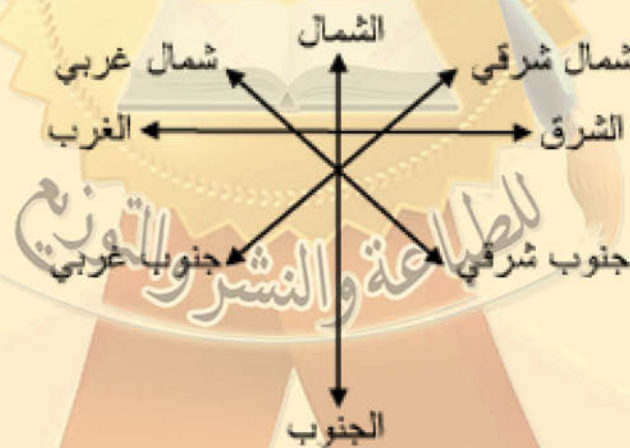 الشمال
شمال شرقي
شمال غربي
الشرق
الغرب
جنوب شرقي
جنوب غربي
للطباعة والنشر والتوزيع
الجنوب